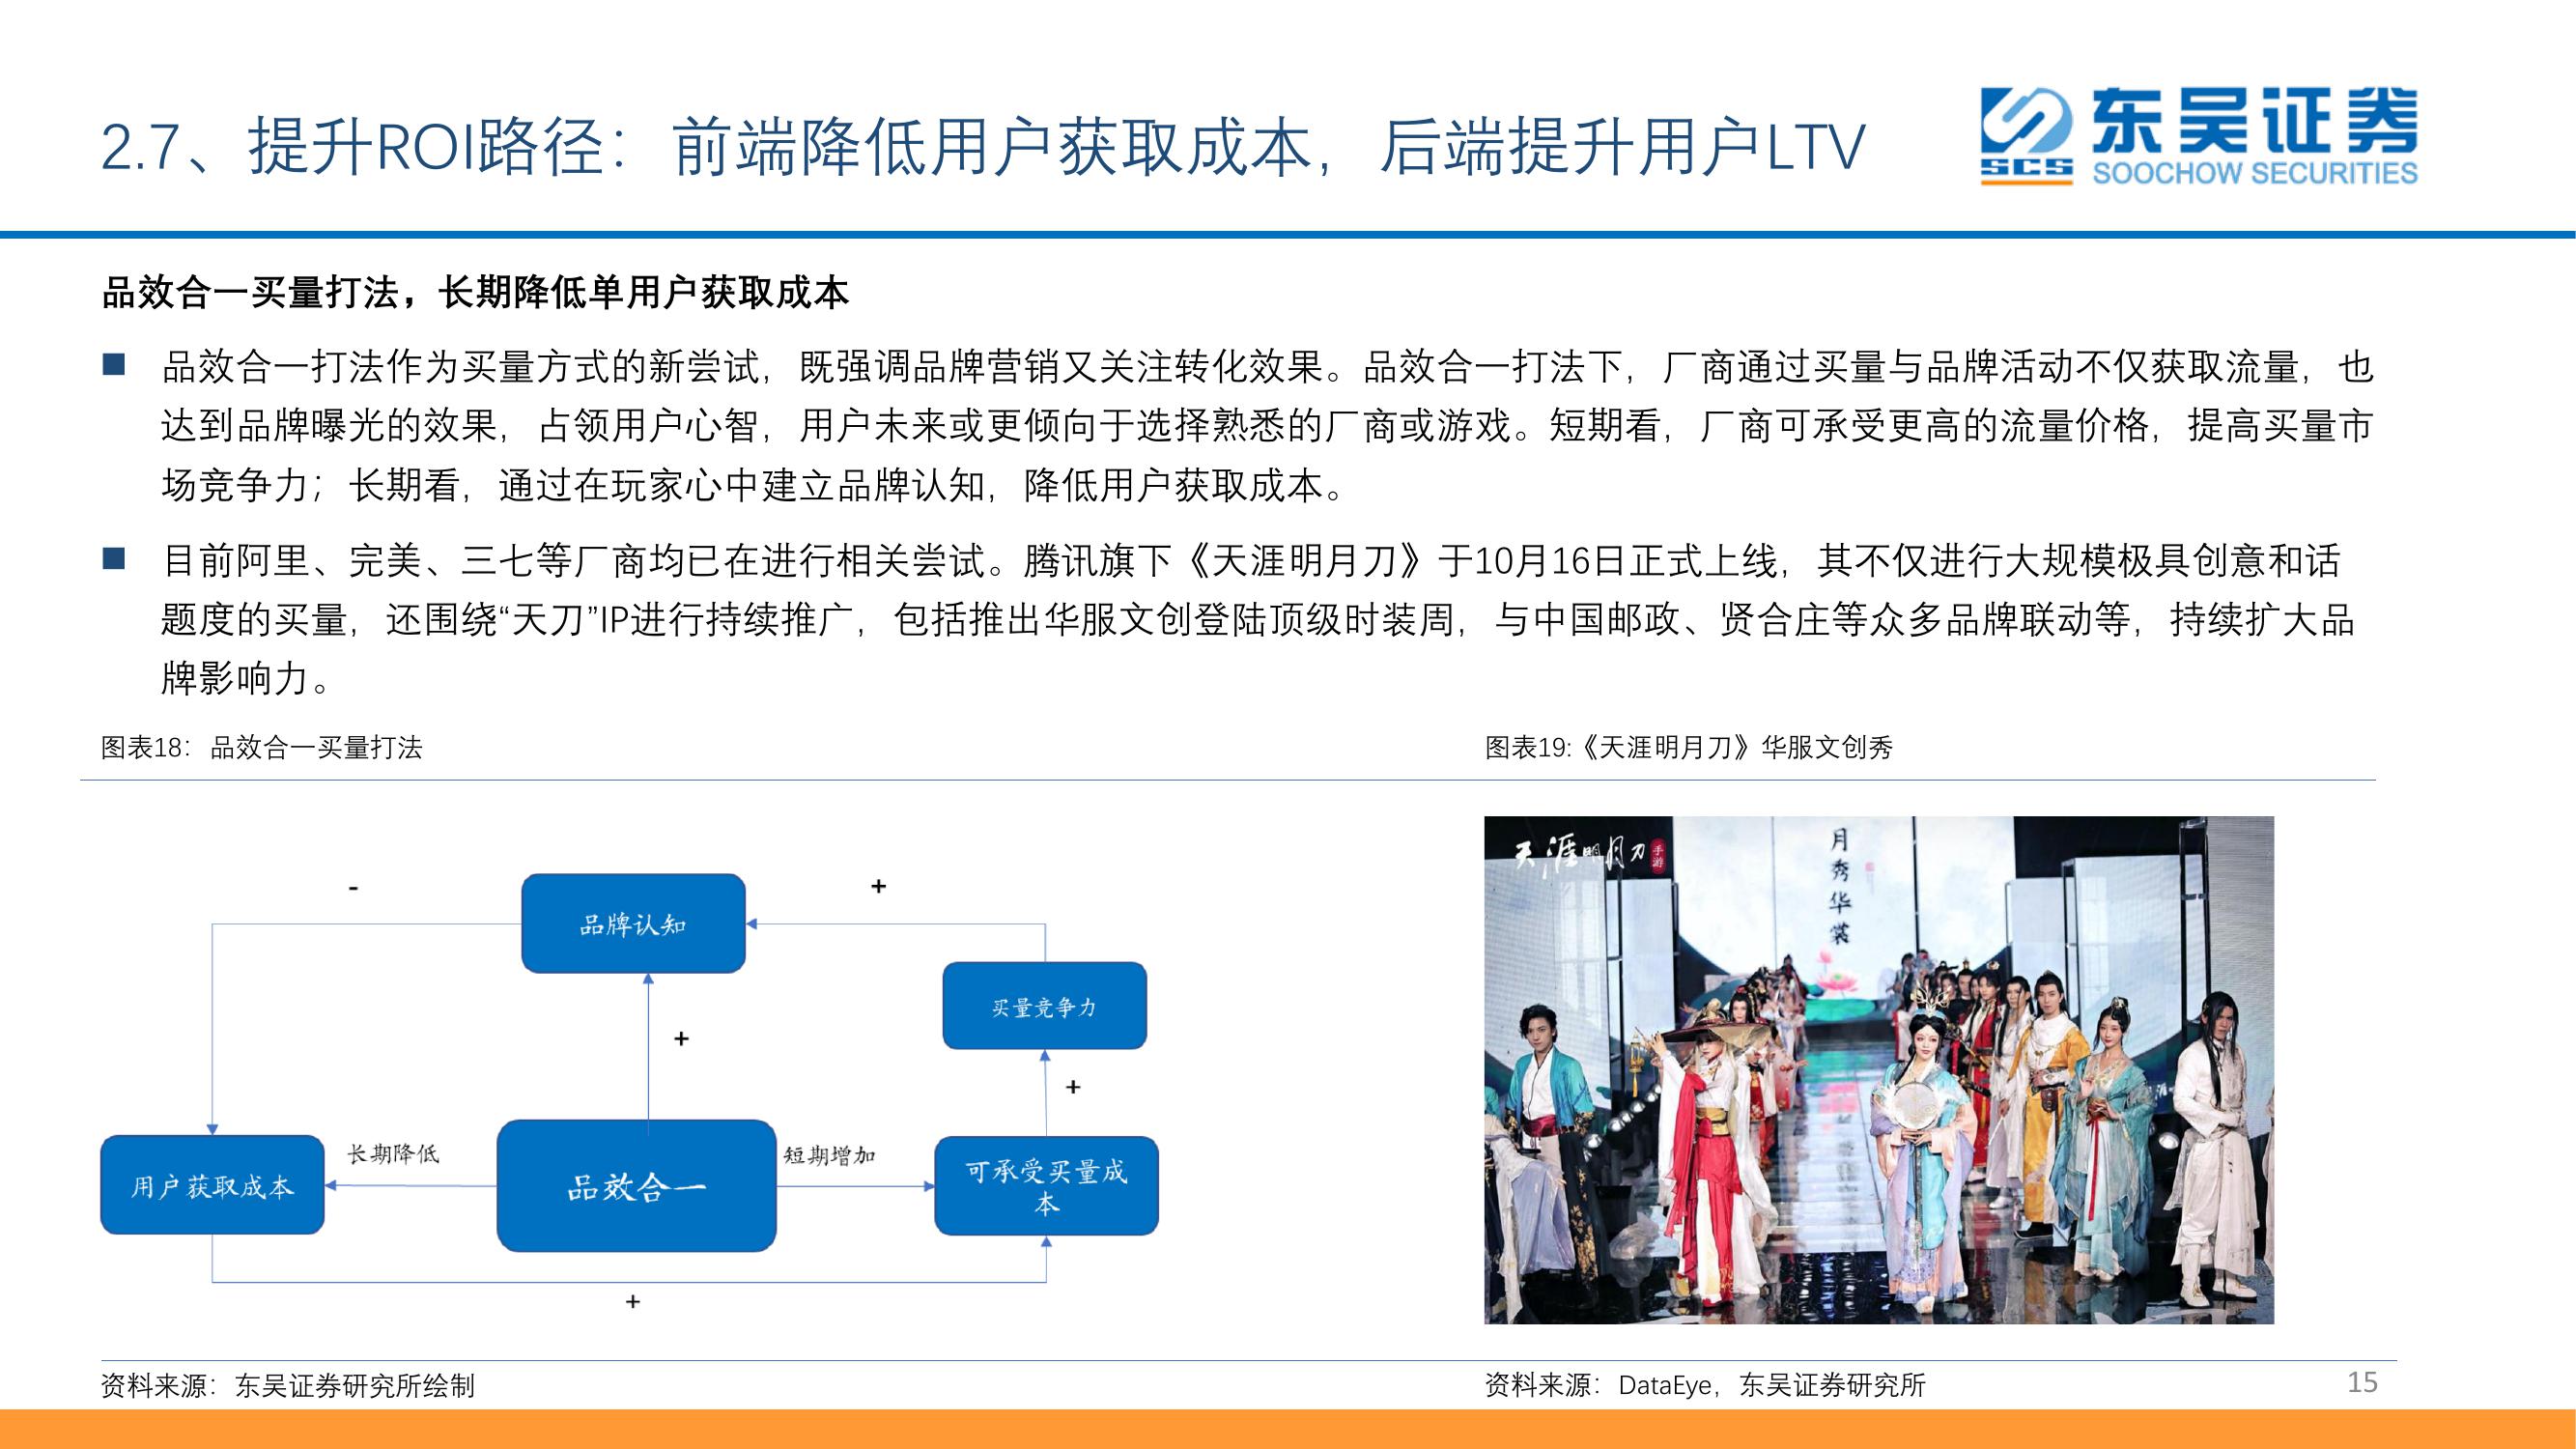 2.7、提升ROI路径：前端降低用户获取成本，后端提升用户LTV
SCS
东吴证券
SOOCHOW SECURITIES
品效合一买量打法，长期降低单用户获取成本
■ 品效合一打法作为买量方式的新尝试，既强调品牌营销又关注转化效果。品效合一打法下，厂商通过买量与品牌活动不仅获取流量，也
达到品牌曝光的效果，占领用户心智，用户未来或更倾向于选择熟悉的厂商或游戏。短期看，厂商可承受更高的流量价格，提高买量市
场竞争力；长期看，通过在玩家心中建立品牌认知，降低用户获取成本。
■ 目前阿里、完美、三七等厂商均已在进行相关尝试。腾讯旗下《天涯明月刀》于10月16日正式上线，其不仅进行大规模极具创意和话
题度的买量，还围绕“天刀”IP进行持续推广，包括推出华服文创登陆顶级时装周，与中国邮政、贤合庄等众多品牌联动等，持续扩大品
牌影响力。
图表18：品效合一买量打法
-
+
品牌认知
买量竞争力
+
+
用户获取成本
长期降低
品效合一
短期增加
可承受买量成
本
+
资料来源：东吴证券研究所绘制
图表19:《天涯明月刀》华服文创秀
天涯明月刀
手游
月秀华裳
资料来源：DataEye，东吴证券研究所
15